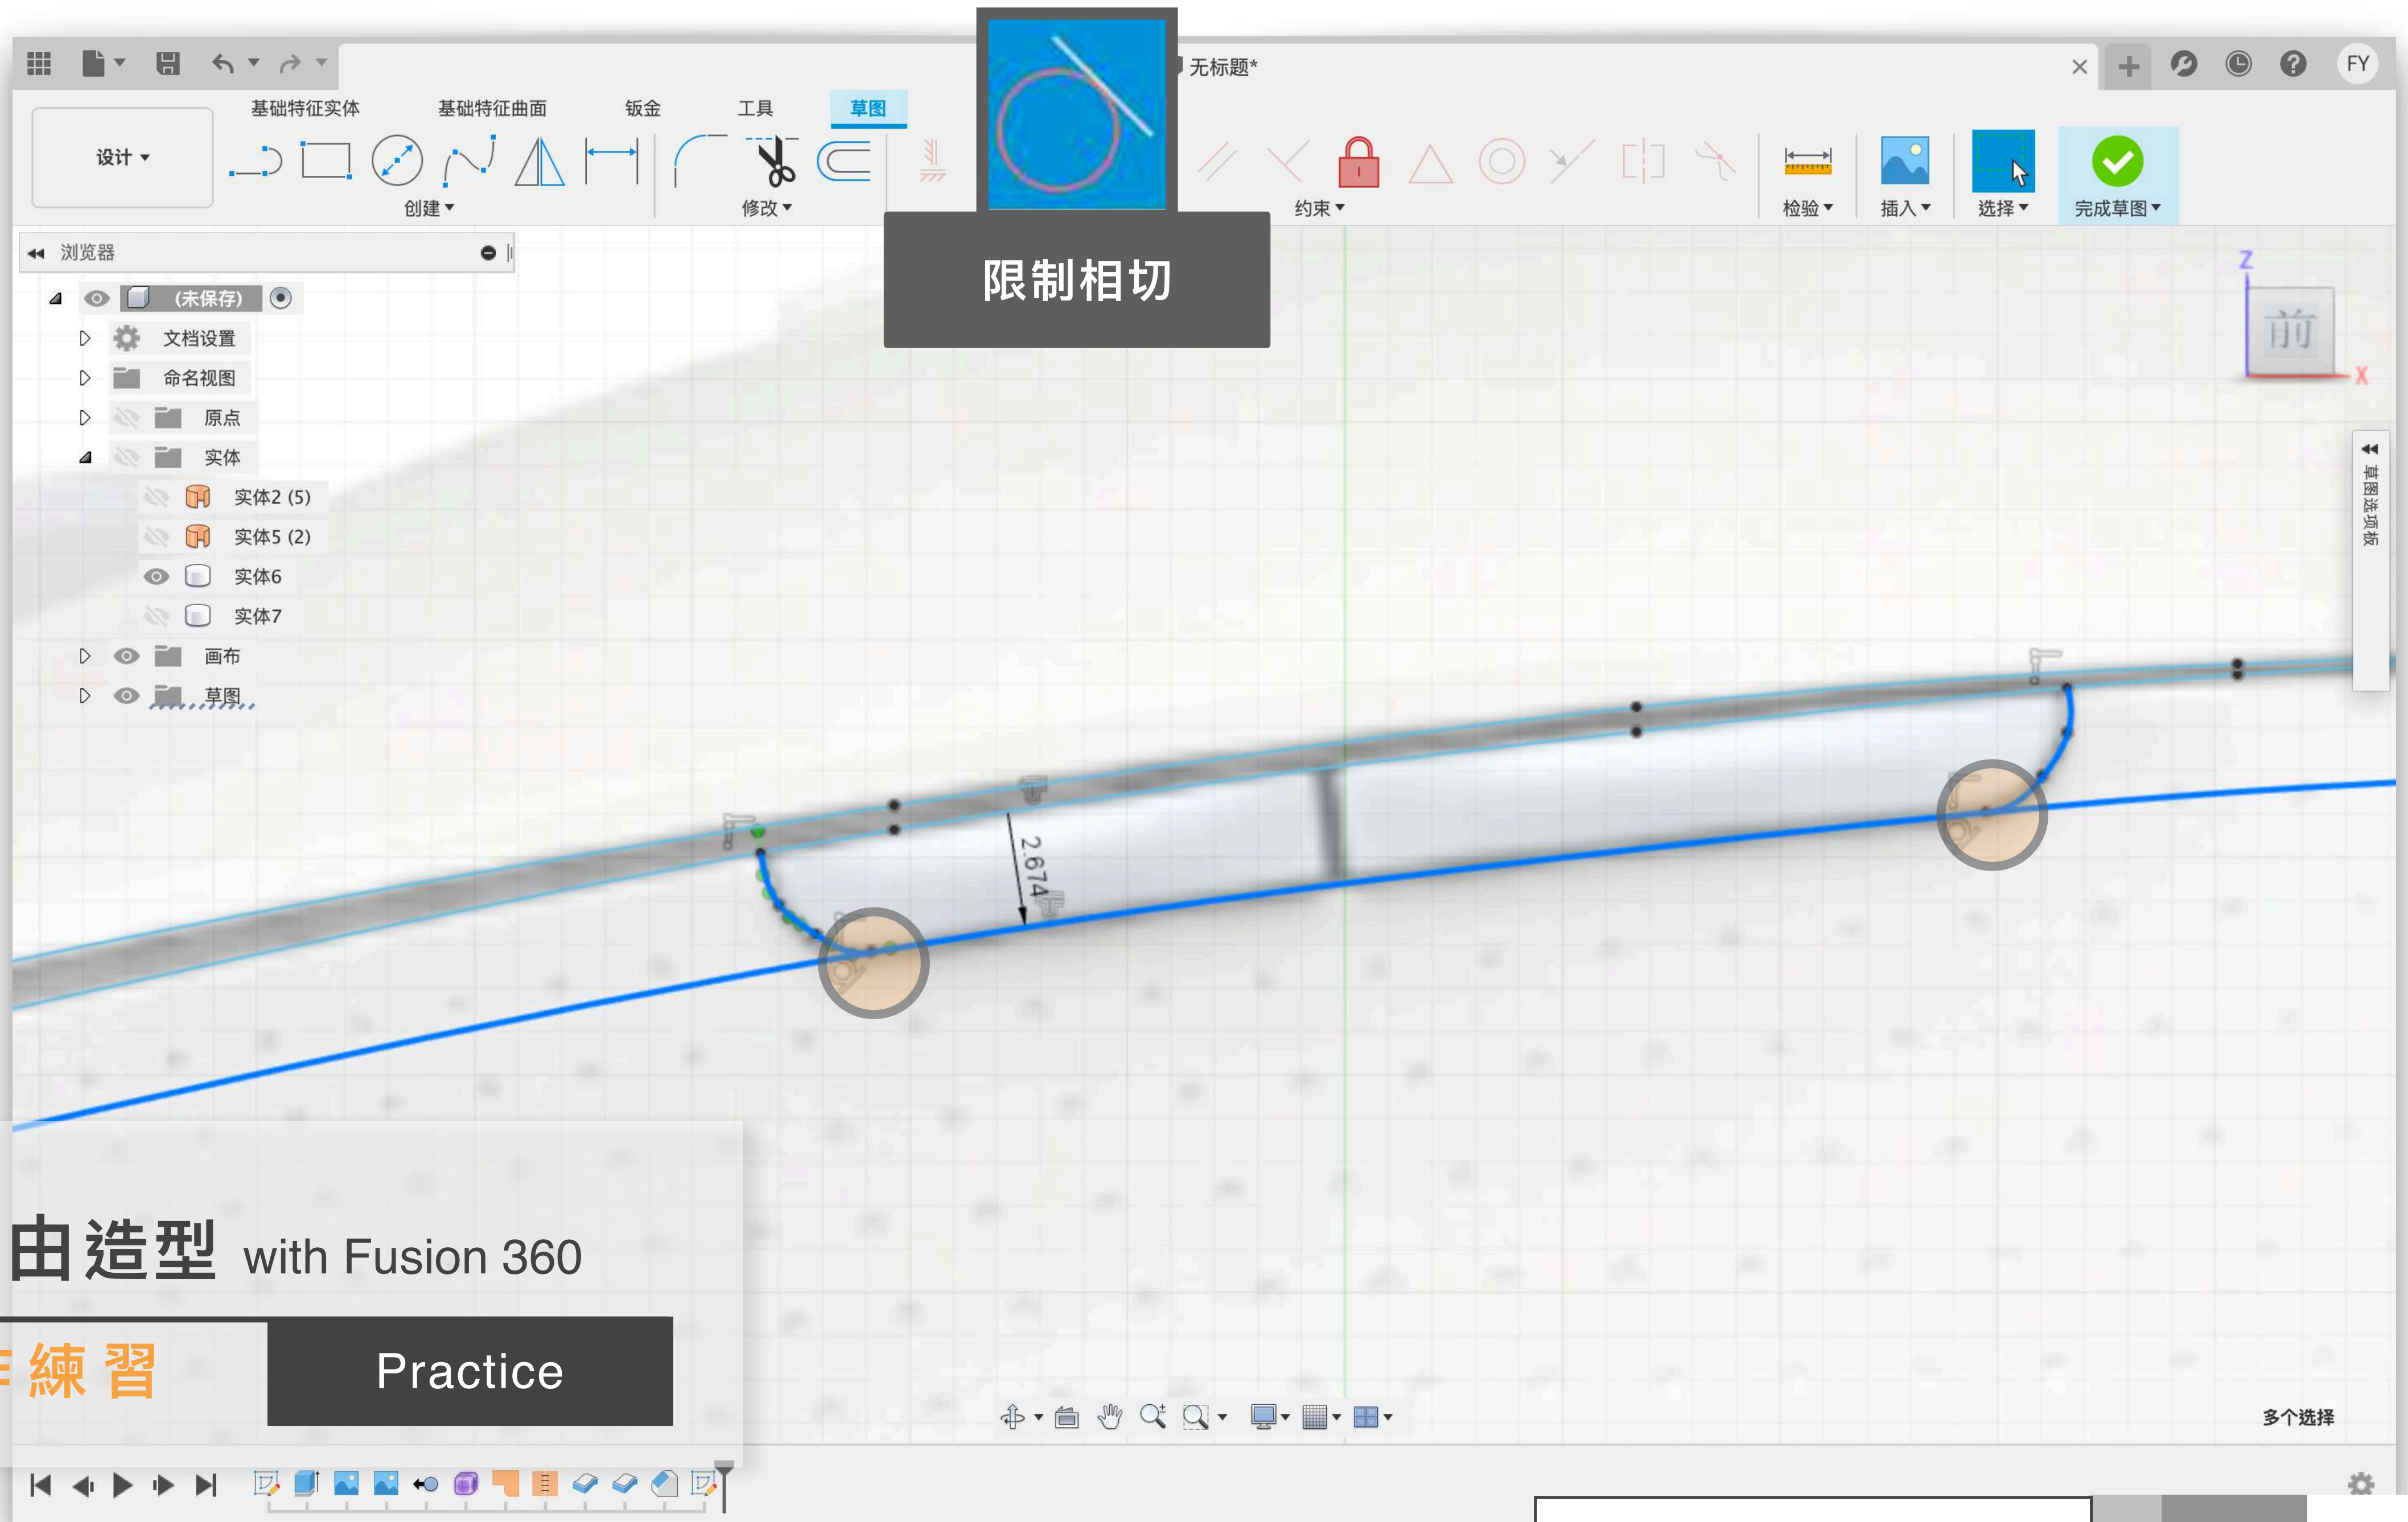 无标题*
FY
基础特征实体
基础特征曲面
钣金
工具
草图
设计
创建
修改
约束
检验
插入
选择
完成草图
限制相切
浏览器
(未保存)
文档设置
命名视图
原点
实体
实体2 (5)
实体5 (2)
实体6
实体7
画布
草图
Z
前
X
草图选项板
2.674
由造型 with Fusion 360
練習
Practice
多个选择